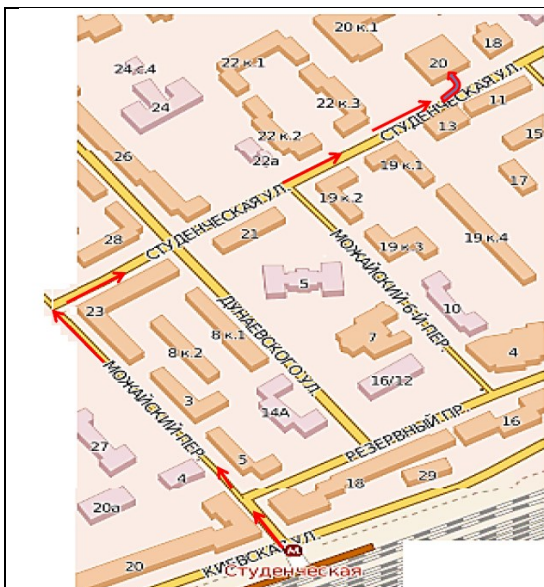 20 к.1
18
22 к.1
20
24 с.4
СТУДЕНЧЕСКАЯ УЛ.
24
22 к.3
11
13
22 к.2
15
26
22а
19 к.1
17
19 к.2
28
СТУДЕНЧЕСКАЯ УЛ.
21
МОЖАЙСКИЙ 6-Й ПЕР.
19 к.3
19 к.4
5
ДУНАЕВСКОГО УЛ.
10
23
8 к.1
7
8 к.2
4
МОЖАЙСКИЙ ПЕР.
16/12
3
14А
16
РЕЗЕРВНЫЙ ПР.
27
5
29
4
18
20а
КИЕВСКАЯ УЛ.
20
М
Студенческая